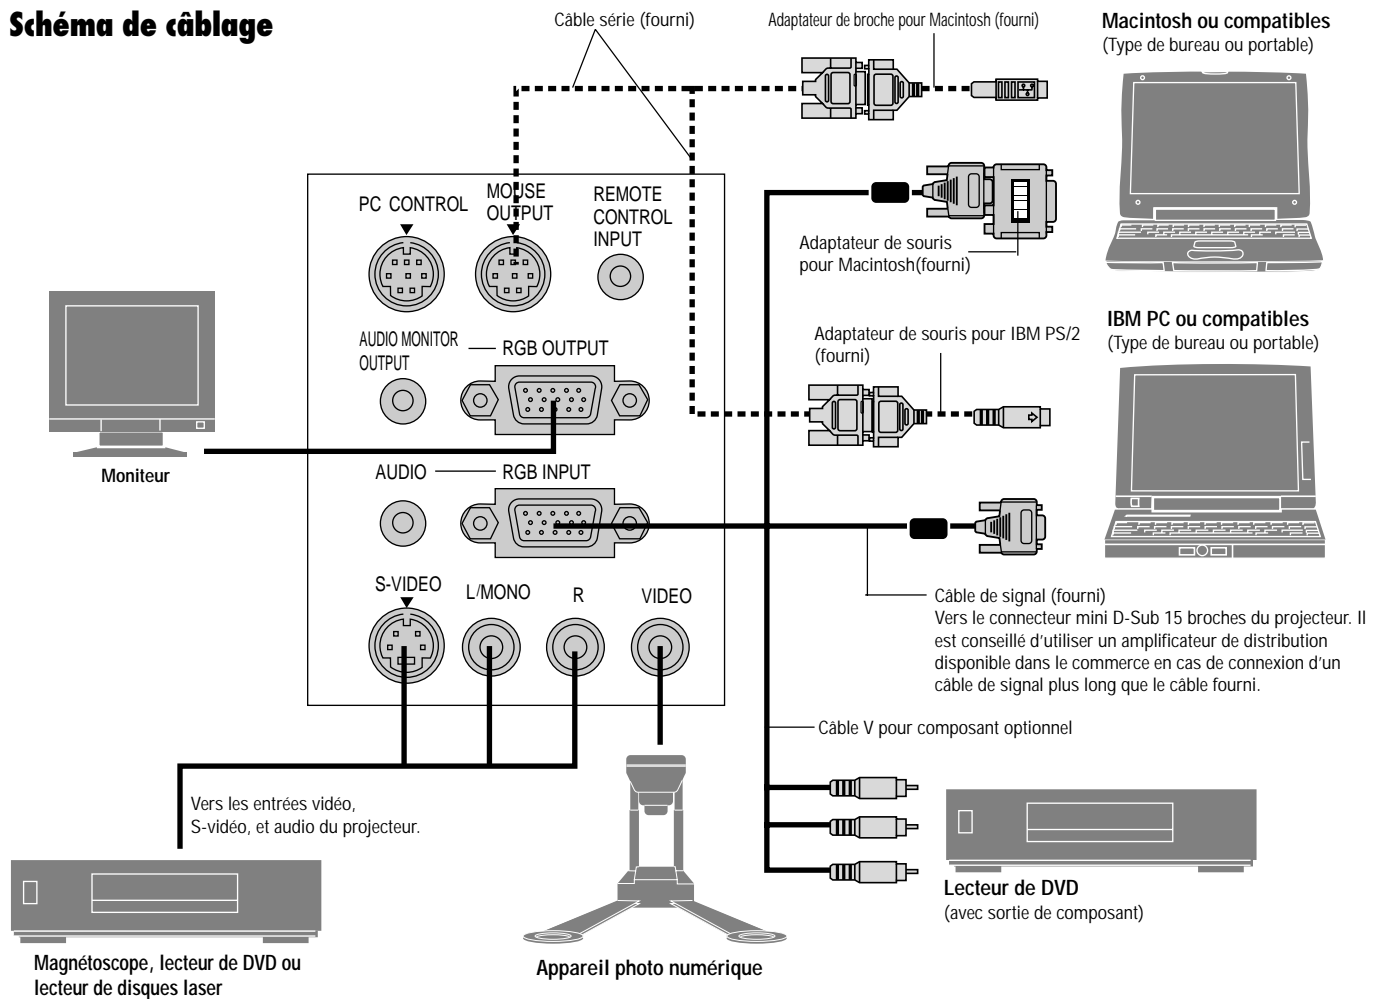 Schéma de câblage
Câble série (fourni)
Adaptateur de broche pour Macintosh (fourni)
Macintosh ou compatibles
(Type de bureau ou portable)
PC CONTROL
MOUSE
OUTPUT
REMOTE
CONTROL
INPUT
Adaptateur de souris
pour Macintosh(fourni)
IBM PC ou compatibles
(Type de bureau ou portable)
Adaptateur de souris pour IBM PS/2
(fourni)
AUDIO MONITOR
OUTPUT
RGB OUTPUT
Moniteur
AUDIO
RGB INPUT
S-VIDEO
L/MONO
R
VIDEO
Câble de signal (fourni)
Vers le connecteur mini D-Sub 15 broches du projecteur. Il
est conseillé d'utiliser un amplificateur de distribution
disponible dans le commerce en cas de connexion d'un
câble de signal plus long que le câble fourni.
Câble V pour composant optionnel
Vers les entrées vidéo,
S-vidéo, et audio du projecteur.
Lecteur de DVD
(avec sortie de composant)
Magnétoscope, lecteur de DVD ou
lecteur de disques laser
Appareil photo numérique